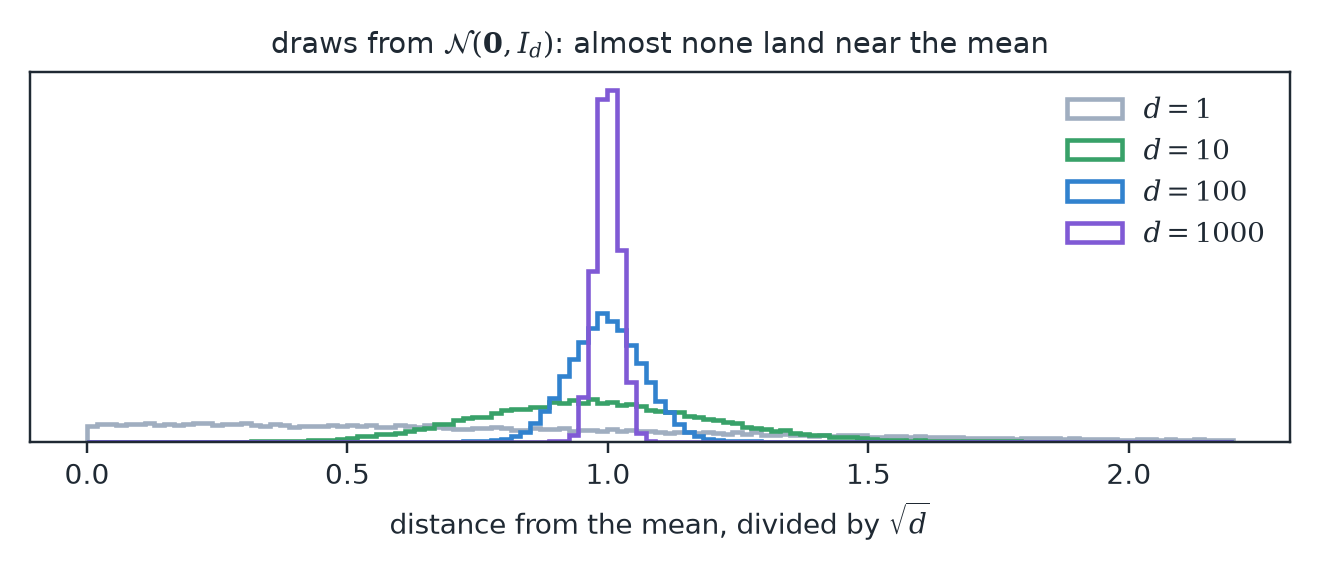 draws from 𝒩(𝟎, I_d): almost none land near the mean
d = 1
d = 10
d = 100
d = 1000
0.0 0.5 1.0 1.5 2.0
distance from the mean, divided by √d